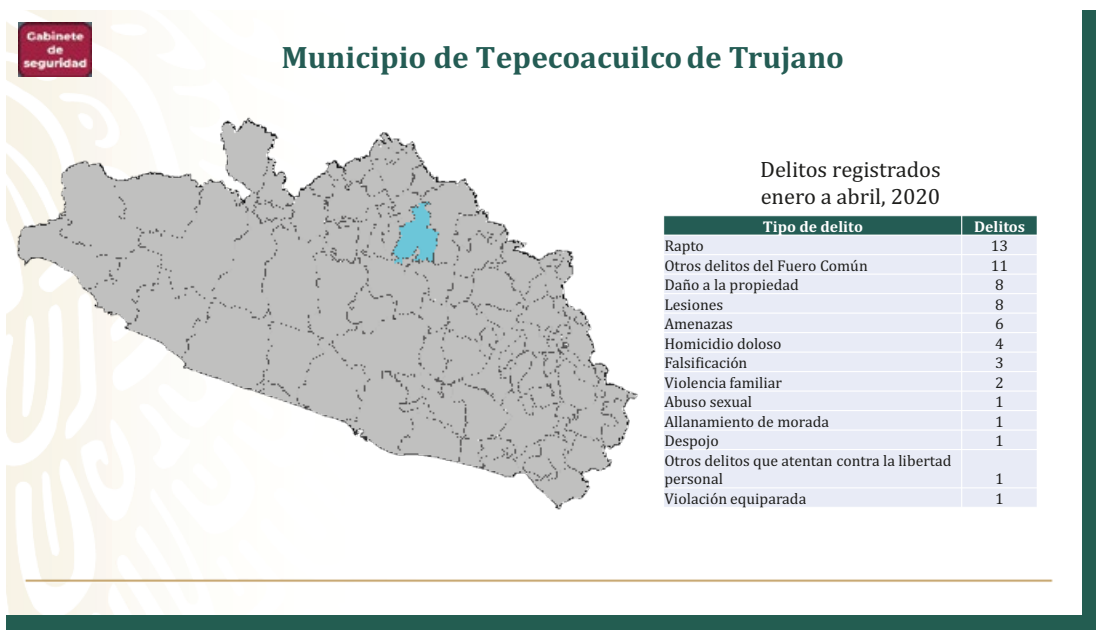 Gabinete
de
seguridad
Municipio de Tepecoacuilco de Trujano
Delitos registrados
enero a abril, 2020
Tipo de delito Delitos
Rapto 13
Otros delitos del Fuero Común 11
Daño a la propiedad 8
Lesiones 8
Amenazas 6
Homicidio doloso 4
Falsificación 3
Violencia familiar 2
Abuso sexual 1
Allanamiento de morada 1
Despojo 1
Otros delitos que atentan contra la libertad
personal 1
Violación equiparada 1